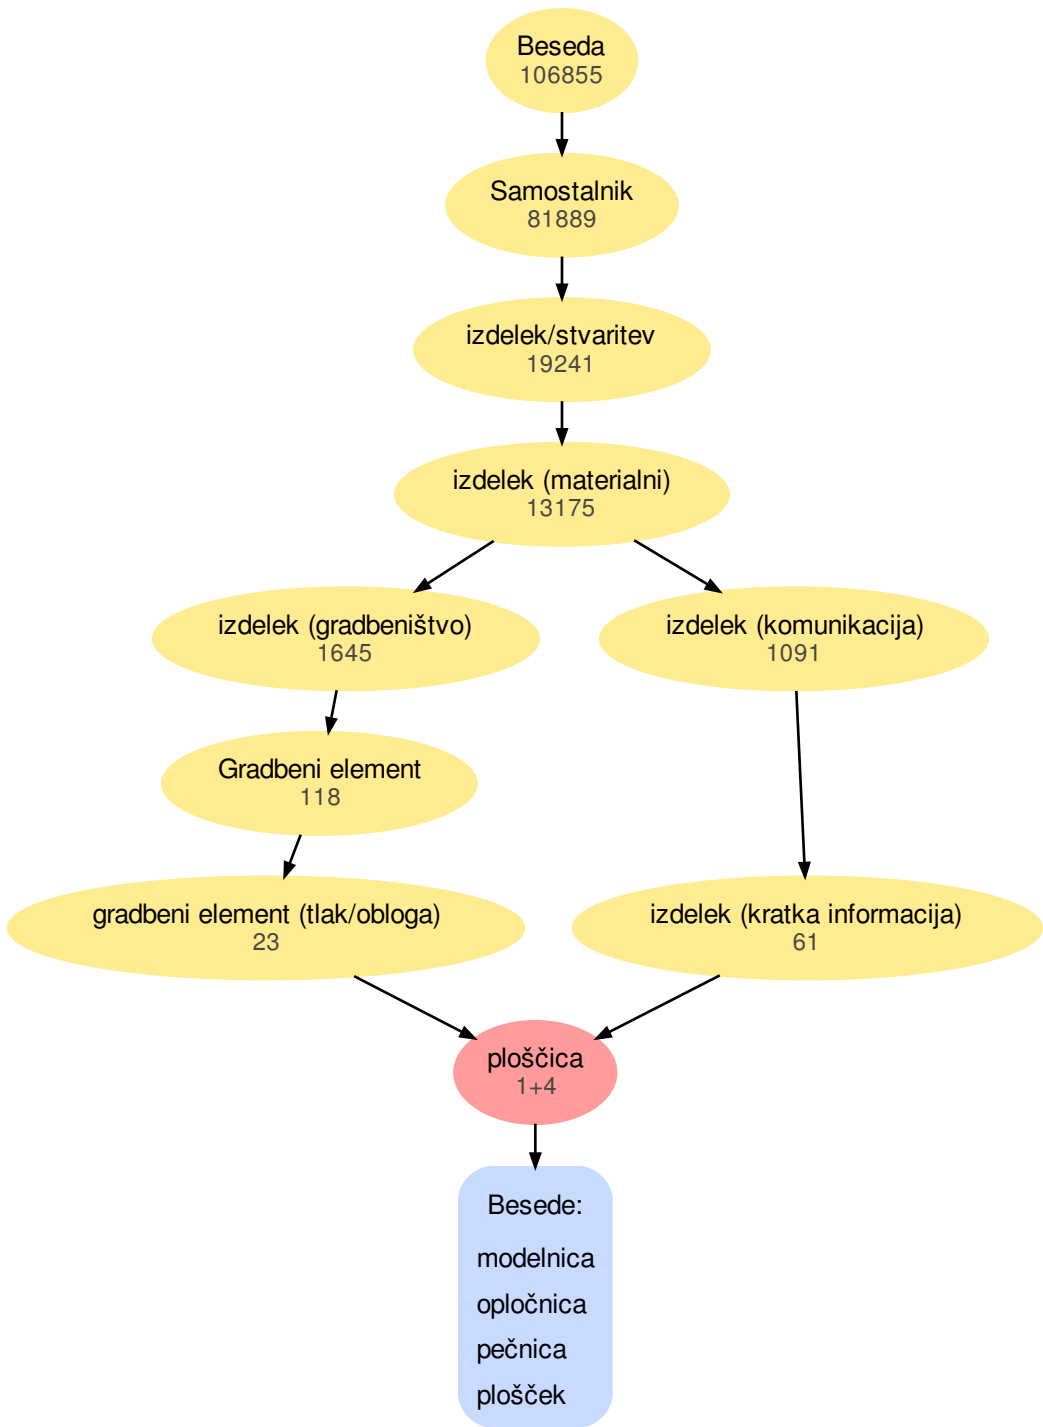 Beseda
106855
Samostalnik
81889
izdelek/stvaritev
19241
izdelek (materialni)
13175
izdelek (gradbeništvo)
1645
izdelek (komunikacija)
1091
Gradbeni element
118
gradbeni element (tlak/obloga)
23
izdelek (kratka informacija)
61
ploščica
1+4
Besede:
modelnica
opločnica
pečnica
plošček